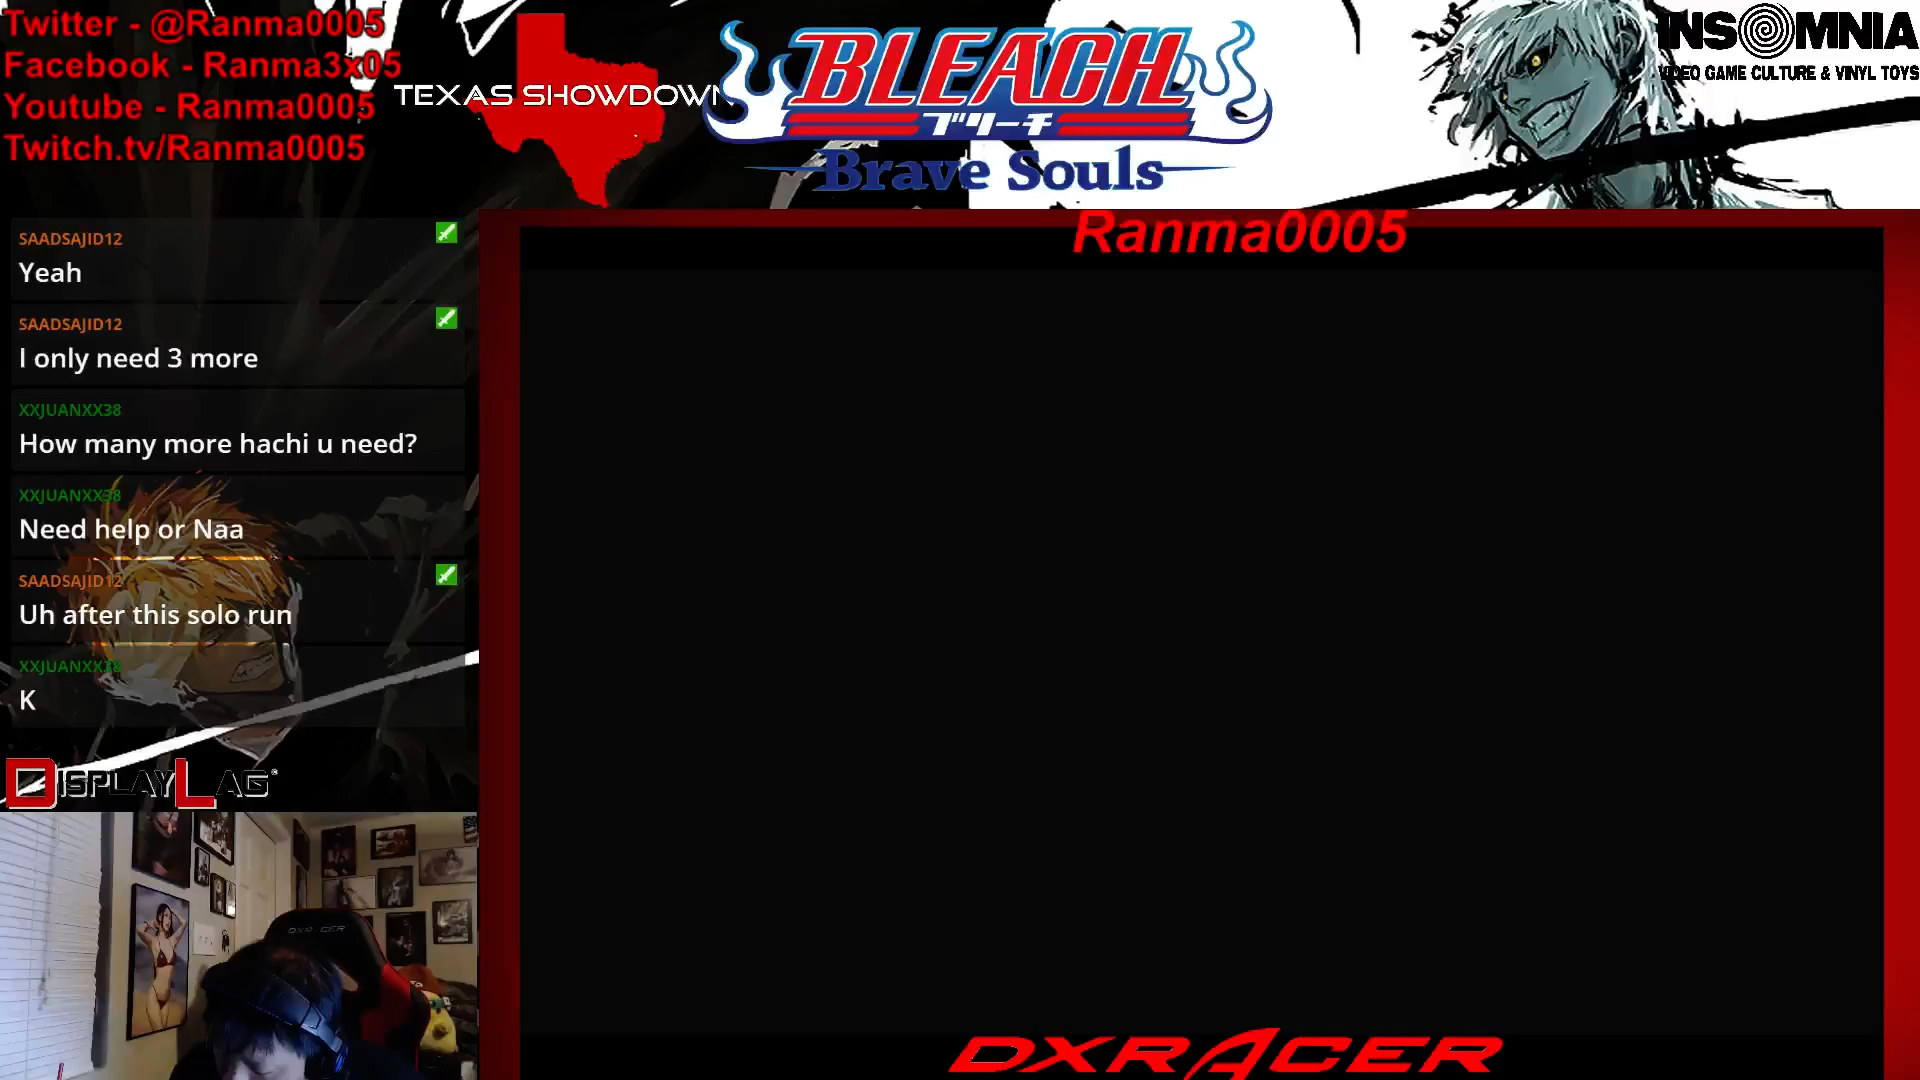 Twitter - @Ranma0005
Facebook - Ranma3x05
Youtube - Ranma0005
Twitch.tv/Ranma0005
TEXAS SHOWDOWN
BLEACH
ブリーチ
Brave Souls
INSOMNIA
VIDEO GAME CULTURE & VINYL TOYS
Ranma0005
SAADSAJID12
Yeah
SAADSAJID12
I only need 3 more
XXJUANXX38
How many more hachi u need?
XXJUANXX38
Need help or Naa
SAADSAJID12
Uh after this solo run
XXJUANXX38
K
DISPLAYLAG®
DXRACER
DXRACER